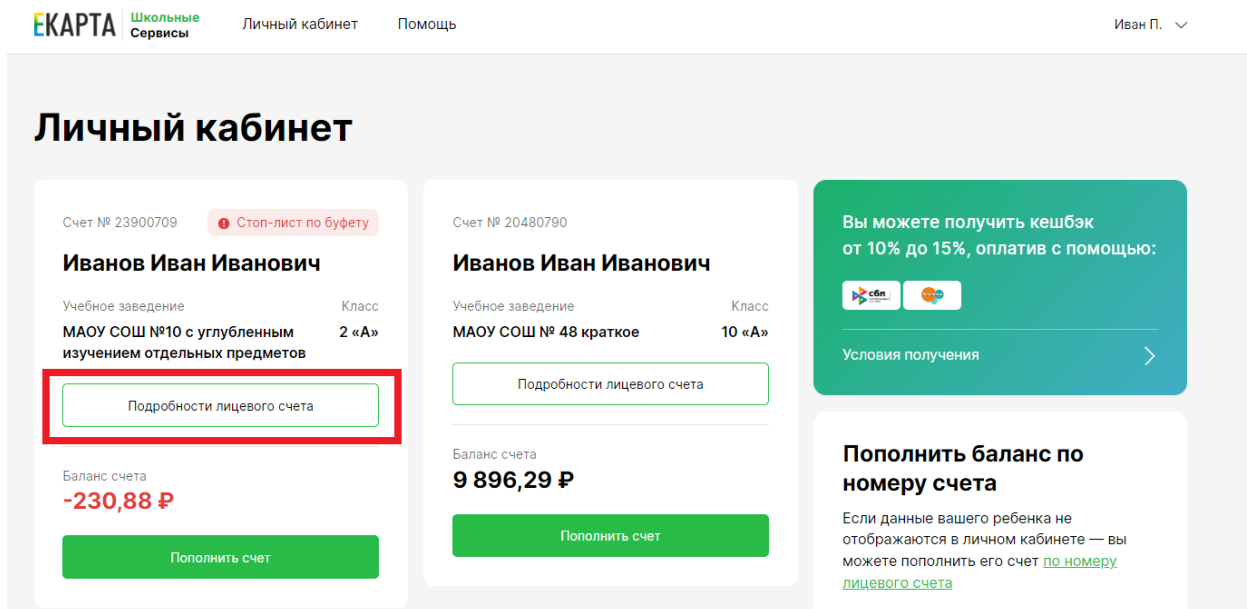 ЕКАРТА Школьные Сервисы
Личный кабинет
Помощь
Иван П.
Личный кабинет
Счет № 23900709
Стоп-лист по буфету
Иванов Иван Иванович
Учебное заведение
Класс
МАОУ СОШ №10 с углубленным
изучением отдельных предметов
2 «А»
Подробности лицевого счета
Баланс счета
-230,88 ₽
Пополнить счет
Счет № 20480790
Иванов Иван Иванович
Учебное заведение
Класс
МАОУ СОШ № 48 краткое
10 «А»
Подробности лицевого счета
Баланс счета
9 896,29 ₽
Пополнить счет
Вы можете получить кешбэк
от 10% до 15%, оплатив с помощью:
сбп
Условия получения
Пополнить баланс по
номеру счета
Если данные вашего ребенка не
отображаются в личном кабинете — вы
можете пополнить его счет по номеру
лицевого счета